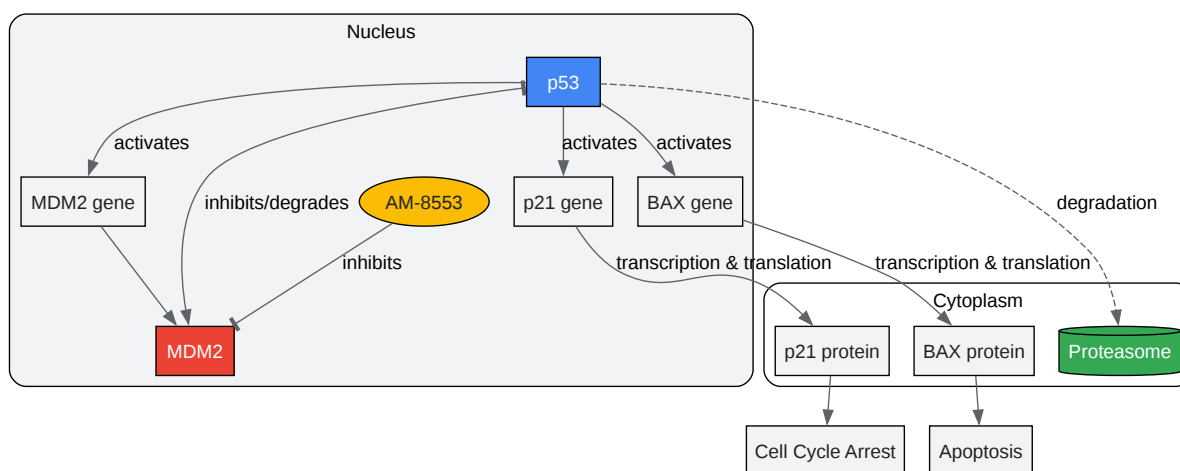 Nucleus
p53
activates
activates
activates
MDM2 gene
inhibits/degrades
AM-8553
p21 gene
BAX gene
degradation
inhibits
transcription & translation
transcription & translation
Cytoplasm
MDM2
p21 protein
BAX protein
Proteasome
Cell Cycle Arrest
Apoptosis